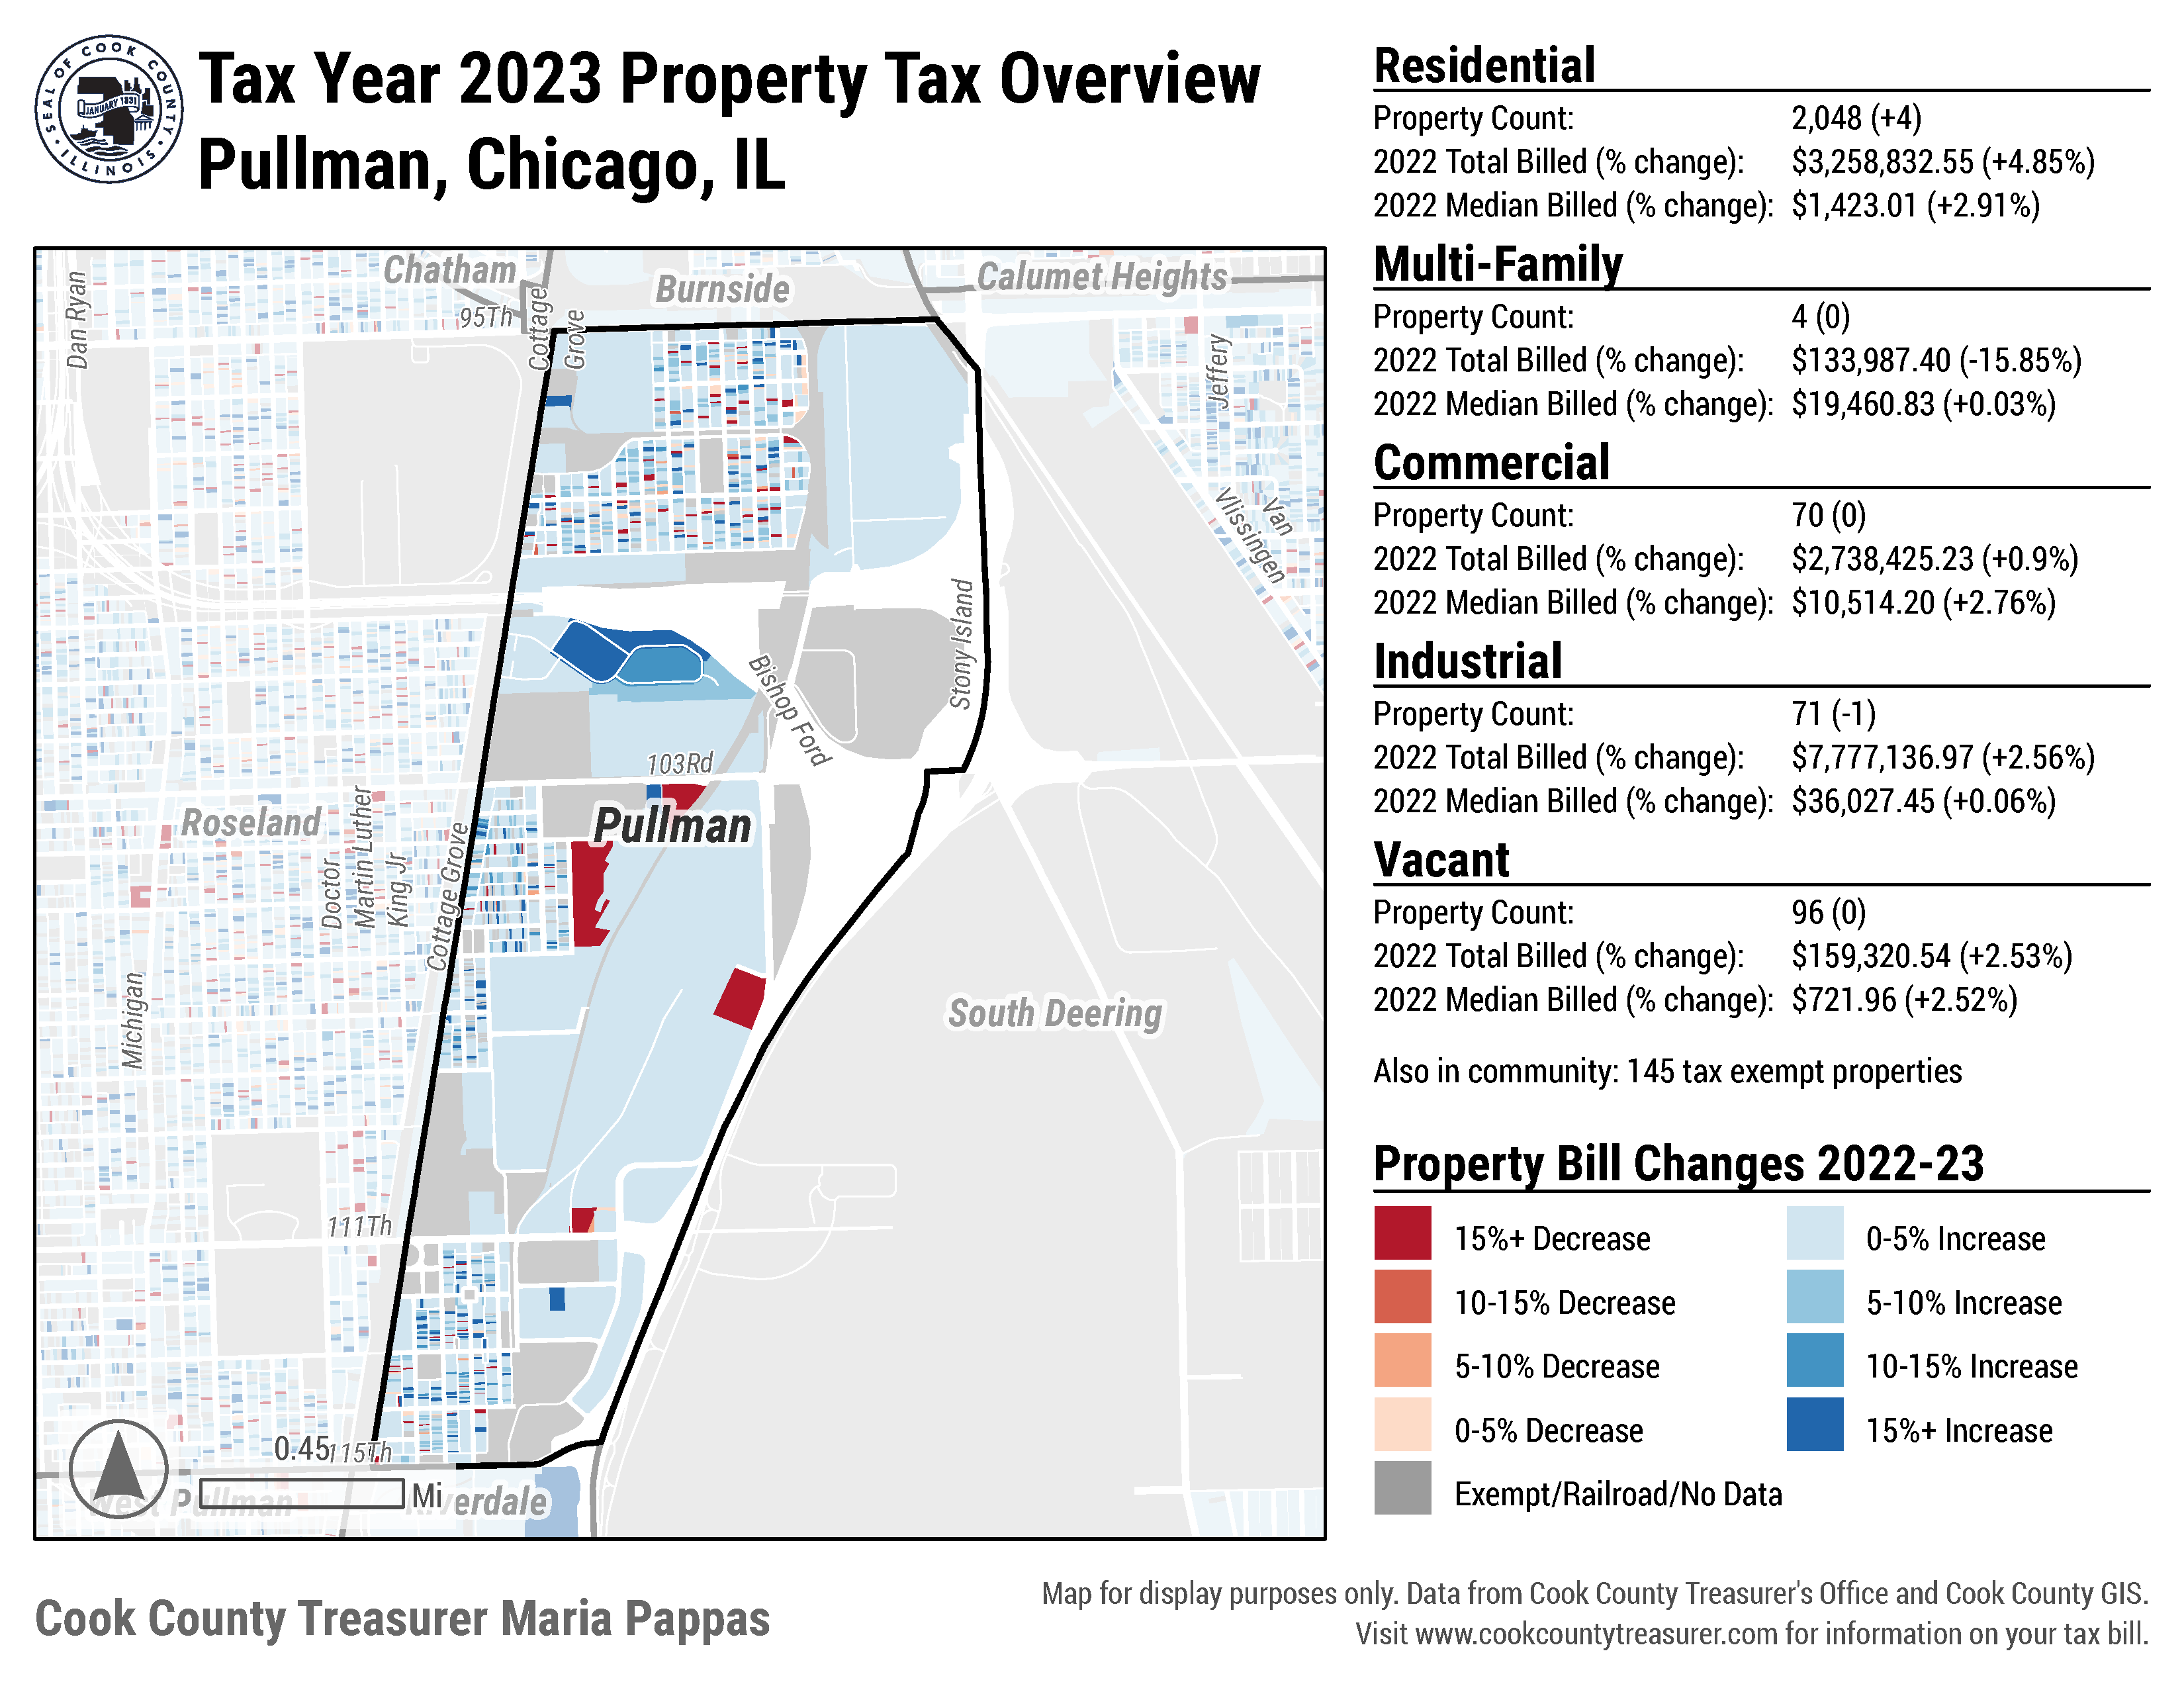 SEAL OF COOK COUNTY ILLINOIS
JANUARY 1831
Tax Year 2023 Property Tax Overview
Pullman, Chicago, IL
Chatham
Burnside
Calumet Heights
Dan Ryan
95Th
Cottage
Grove
Jeffery
Van
Vlissingen
Stony Island
Bishop Ford
103Rd
Pullman
Roseland
Doctor
Martin Luther
King Jr
Cottage Grove
Michigan
South Deering
111Th
0.45
115Th
Mi
West Pullman
verdale
Residential
Property Count: 2,048 (+4)
2022 Total Billed (% change): $3,258,832.55 (+4.85%)
2022 Median Billed (% change): $1,423.01 (+2.91%)
Multi-Family
Property Count: 4 (0)
2022 Total Billed (% change): $133,987.40 (-15.85%)
2022 Median Billed (% change): $19,460.83 (+0.03%)
Commercial
Property Count: 70 (0)
2022 Total Billed (% change): $2,738,425.23 (+0.9%)
2022 Median Billed (% change): $10,514.20 (+2.76%)
Industrial
Property Count: 71 (-1)
2022 Total Billed (% change): $7,777,136.97 (+2.56%)
2022 Median Billed (% change): $36,027.45 (+0.06%)
Vacant
Property Count: 96 (0)
2022 Total Billed (% change): $159,320.54 (+2.53%)
2022 Median Billed (% change): $721.96 (+2.52%)
Also in community: 145 tax exempt properties
Property Bill Changes 2022-23
15%+ Decrease
10-15% Decrease
5-10% Decrease
0-5% Decrease
Exempt/Railroad/No Data
0-5% Increase
5-10% Increase
10-15% Increase
15%+ Increase
Cook County Treasurer Maria Pappas
Map for display purposes only. Data from Cook County Treasurer's Office and Cook County GIS.
Visit www.cookcountytreasurer.com for information on your tax bill.